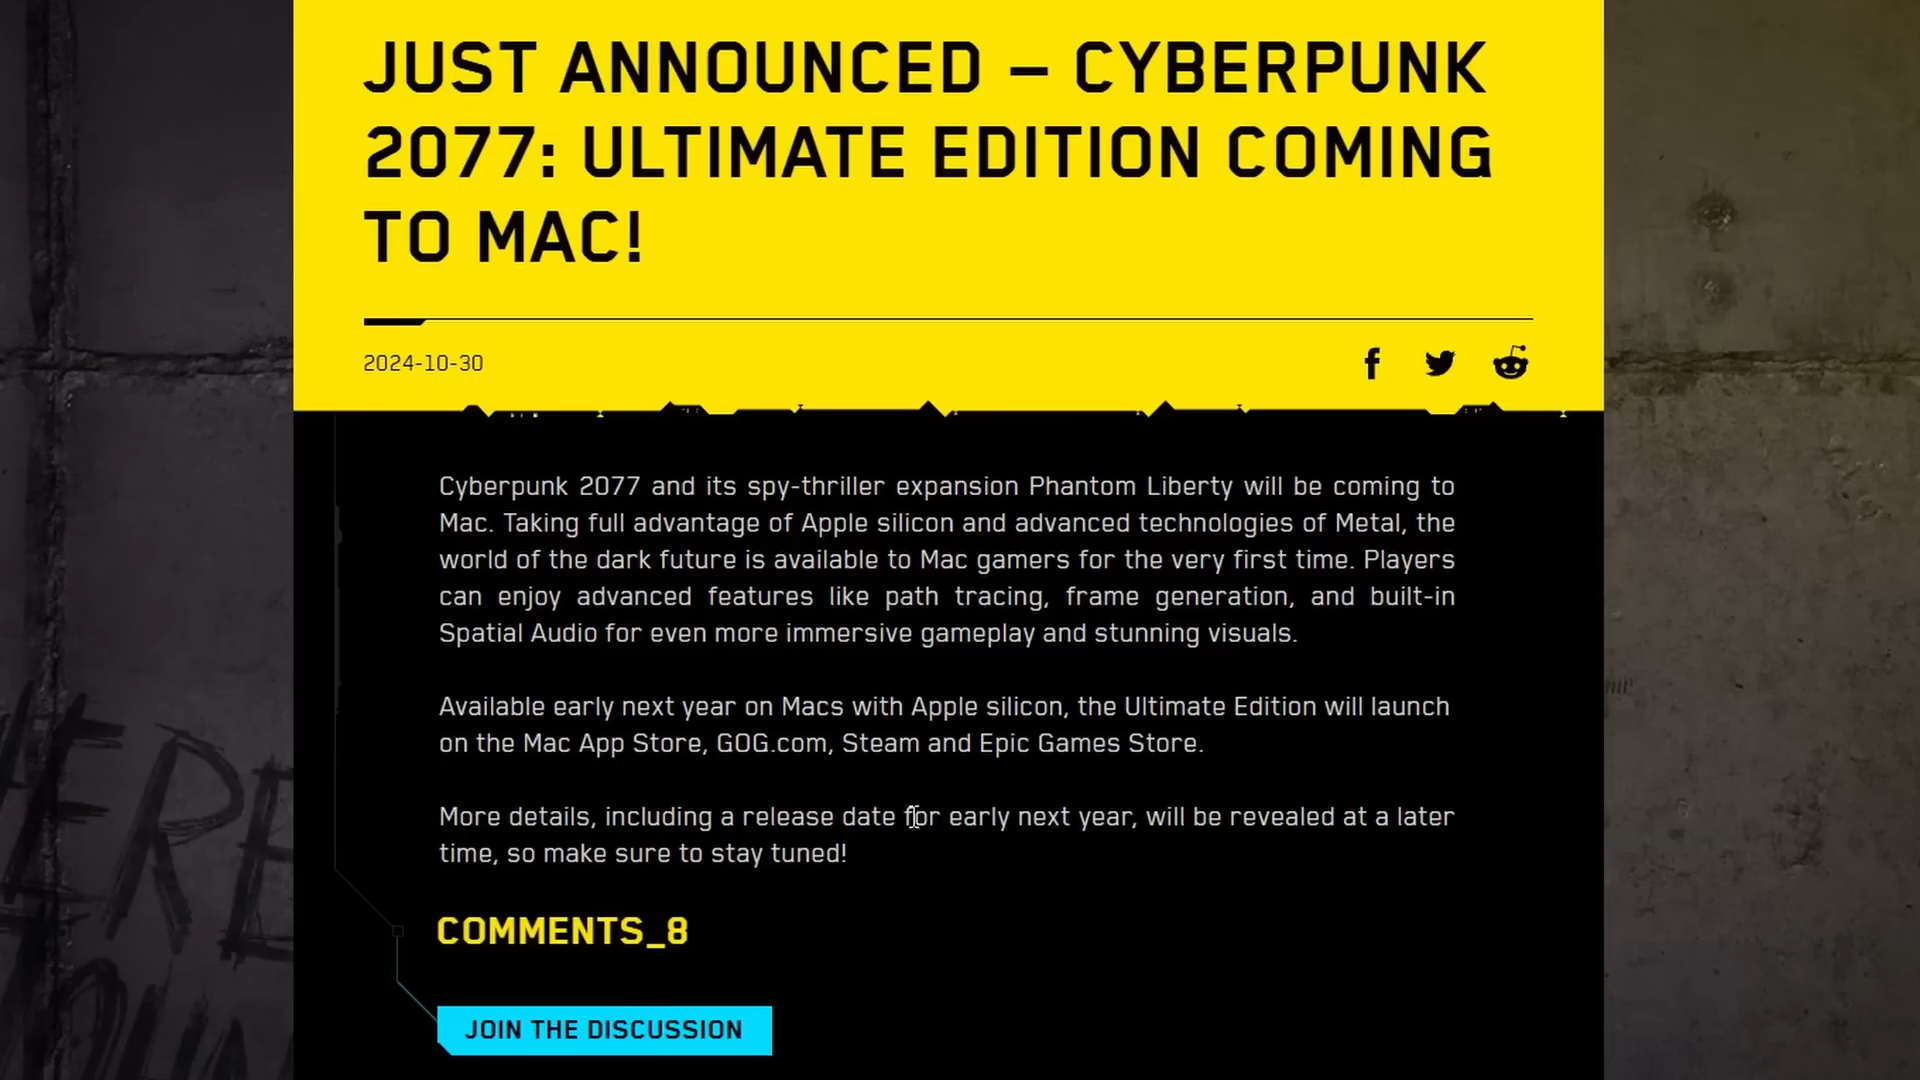 JUST ANNOUNCED — CYBERPUNK
2077: ULTIMATE EDITION COMING
TO MAC!
2024-10-30
Cyberpunk 2077 and its spy-thriller expansion Phantom Liberty will be coming to
Mac. Taking full advantage of Apple silicon and advanced technologies of Metal, the
world of the dark future is available to Mac gamers for the very first time. Players
can enjoy advanced features like path tracing, frame generation, and built-in
Spatial Audio for even more immersive gameplay and stunning visuals.
Available early next year on Macs with Apple silicon, the Ultimate Edition will launch
on the Mac App Store, GOG.com, Steam and Epic Games Store.
More details, including a release date for early next year, will be revealed at a later
time, so make sure to stay tuned!
COMMENTS_8
JOIN THE DISCUSSION